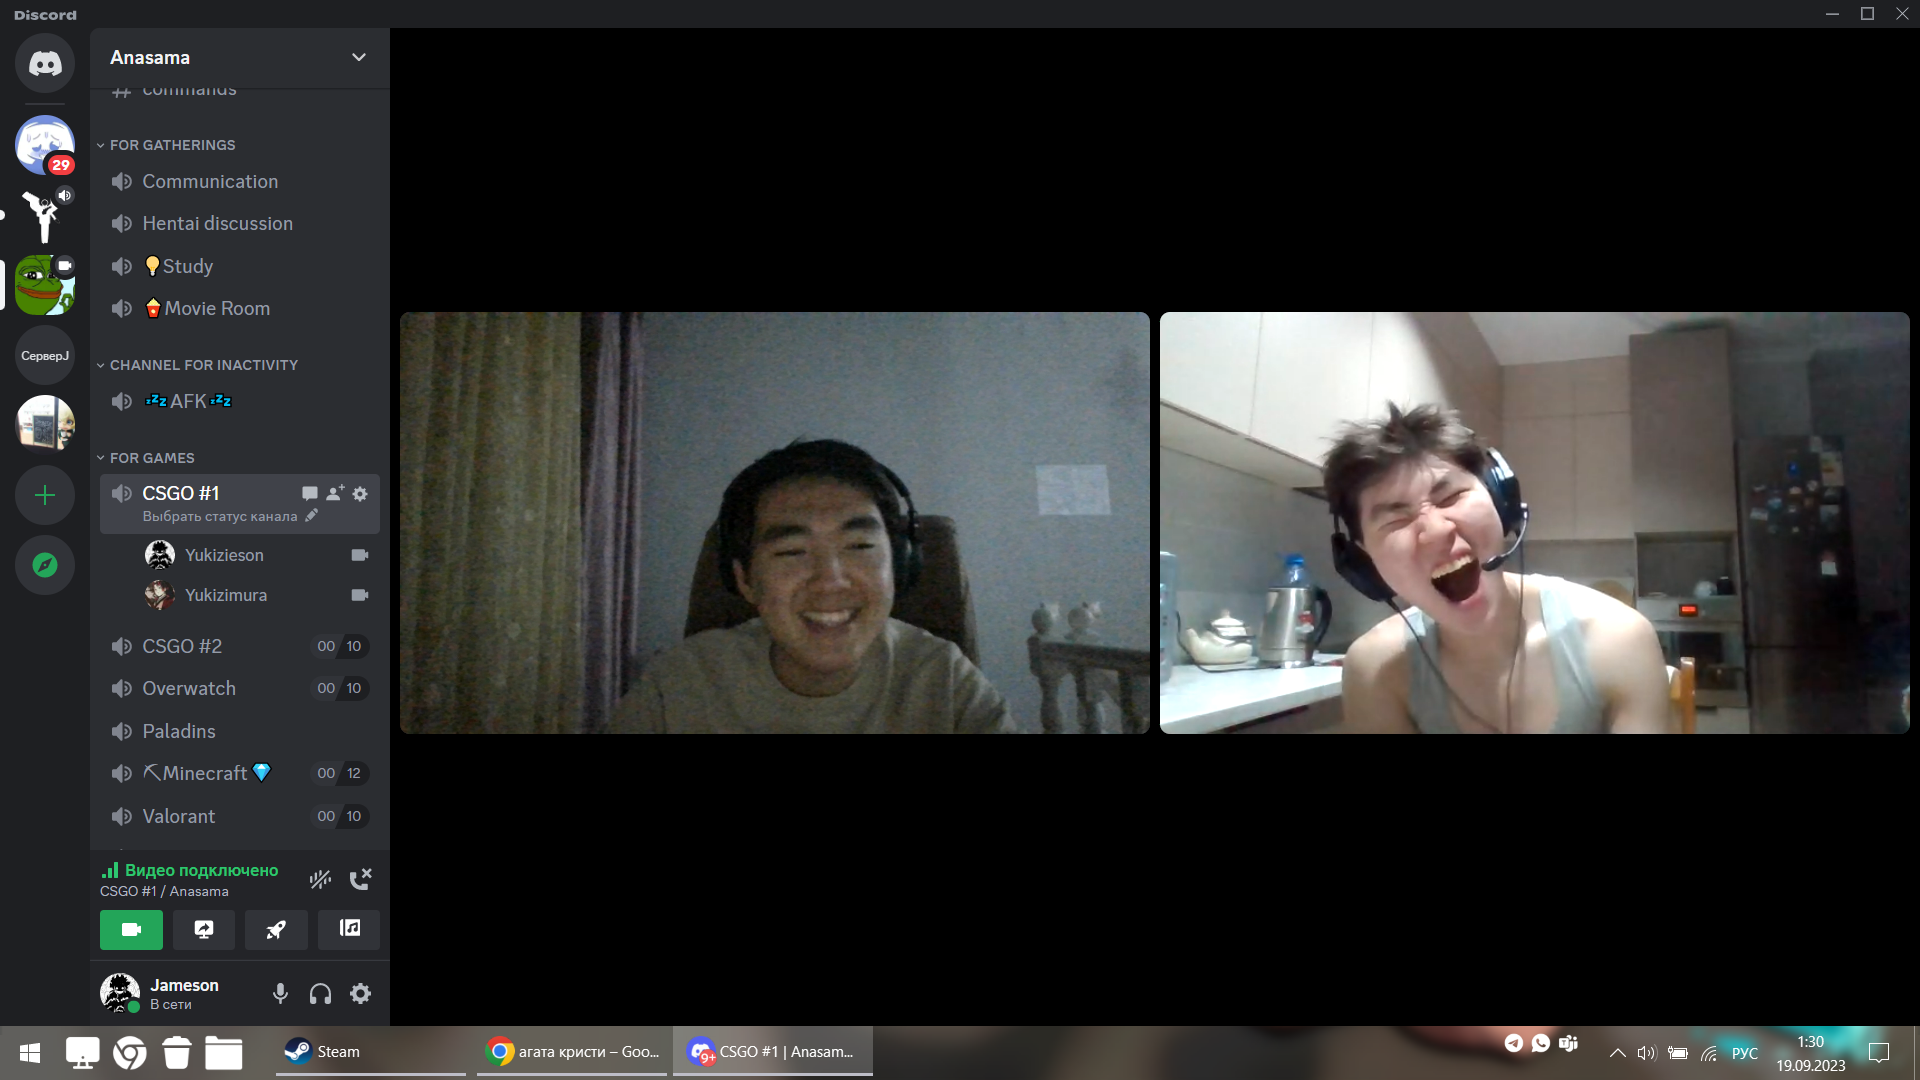 Discord
Anasama
commands
FOR GATHERINGS
Communication
Hentai discussion
Study
Movie Room
CHANNEL FOR INACTIVITY
AFK
FOR GAMES
CSGO #1
Выбрать статус канала
Yukizieson
Yukizimura
CSGO #2 00 10
Overwatch 00 10
Paladins
Minecraft 00 12
Valorant 00 10
Видео подключено
CSGO #1 / Anasama
Jameson
В сети
29
СерверJ
Steam
агата кристи – Goo...
9+
CSGO #1 | Anasam...
РУС
1:30
19.09.2023